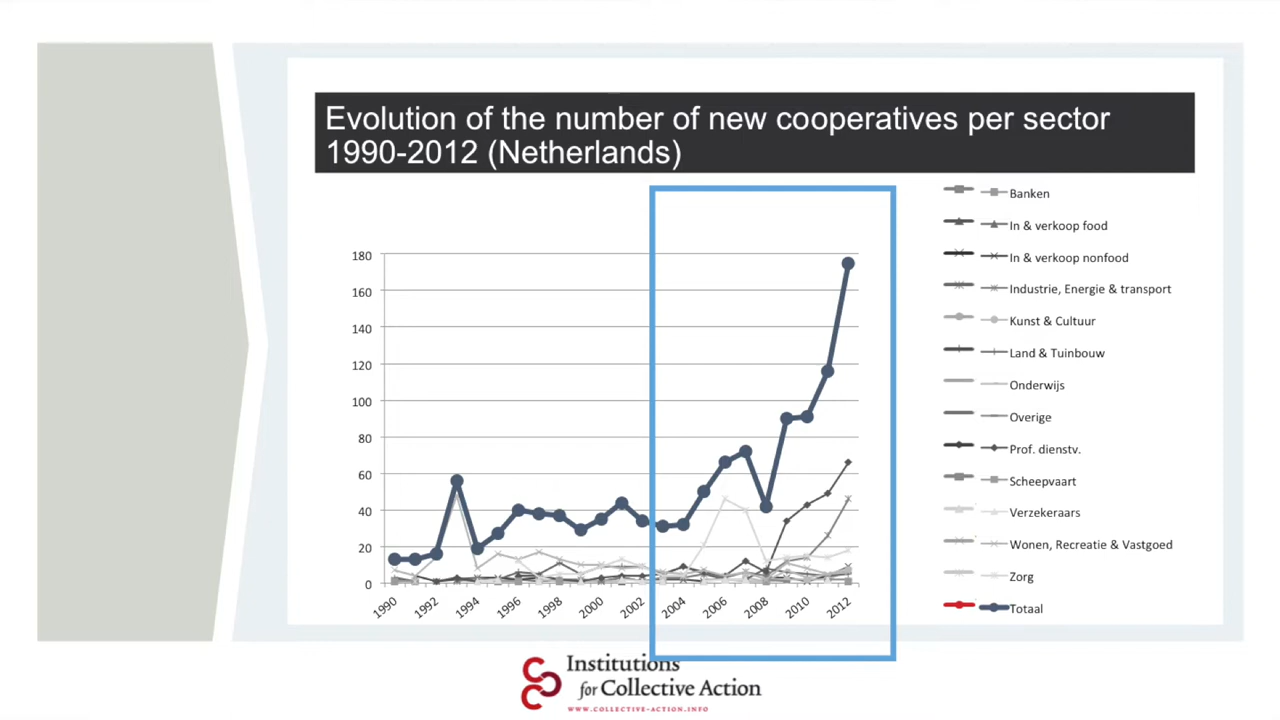 Evolution of the number of new cooperatives per sector
1990-2012 (Netherlands)
180
160
140
120
100
80
60
40
20
0
1990
1992
1994
1996
1998
2000
2002
2004
2006
2008
2010
2012
Banken
In & verkoop food
In & verkoop nonfood
Industrie, Energie & transport
Kunst & Cultuur
Land & Tuinbouw
Onderwijs
Overige
Prof. dienstv.
Scheepvaart
Verzekeraars
Wonen, Recreatie & Vastgoed
Zorg
Totaal
Institutions
for Collective Action
WWW.COLLECTIVE-ACTION.INFO